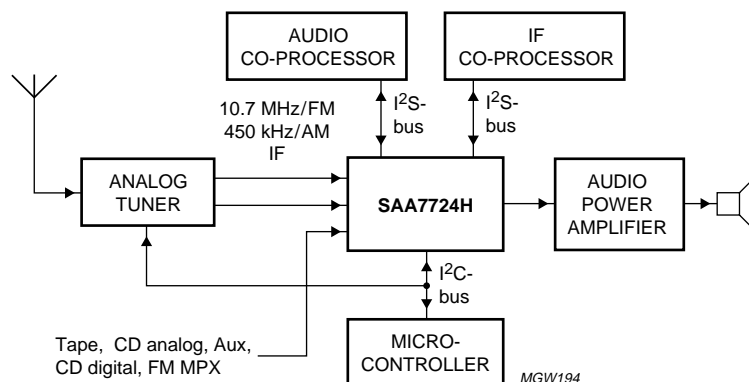 AUDIO
CO-PROCESSOR
IF
CO-PROCESSOR
10.7 MHz/FM
450 kHz/AM
IF
I2S-
bus
I2S-
bus
ANALOG
TUNER
SAA7724H
AUDIO
POWER
AMPLIFIER
I2C-
bus
Tape, CD analog, Aux,
CD digital, FM MPX
MICRO-
CONTROLLER
MGW194